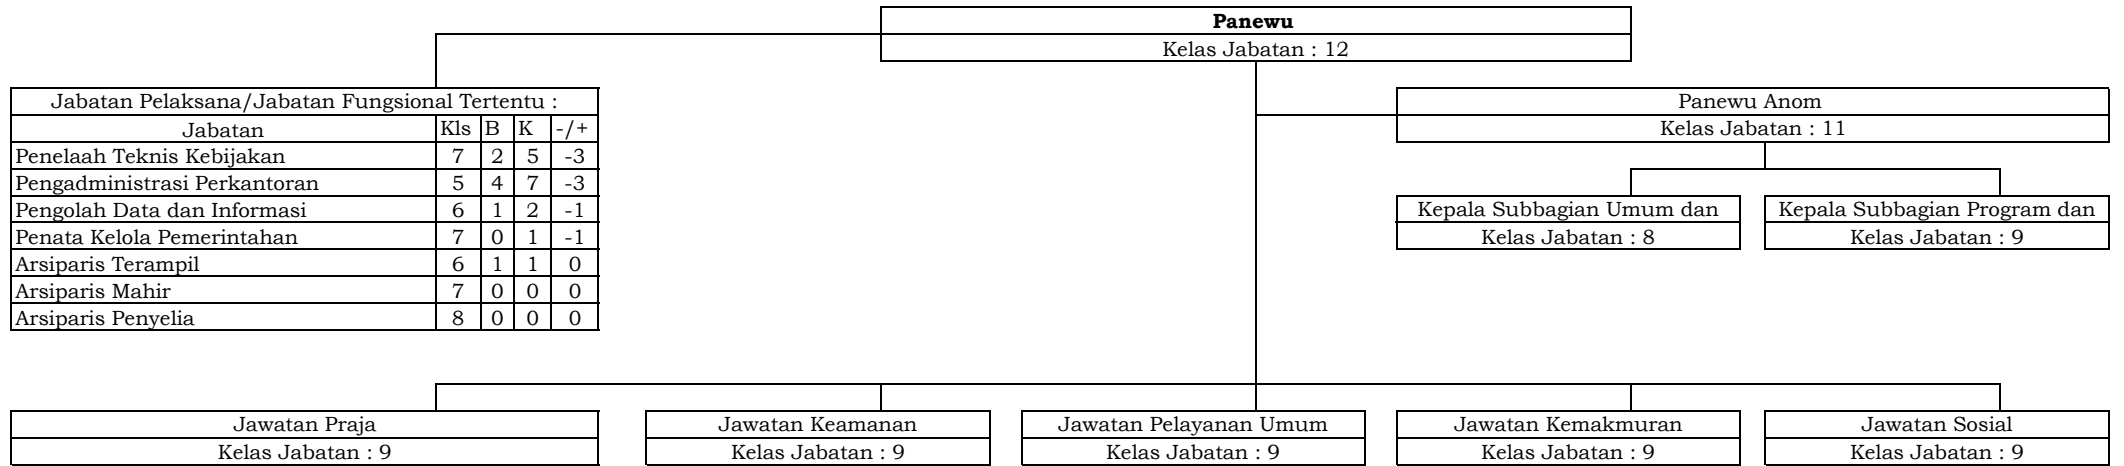 Panewu
Kelas Jabatan : 12
Jabatan Pelaksana/Jabatan Fungsional Tertentu :
Jabatan Kls B K -/+
Penelaah Teknis Kebijakan 7 2 5 -3
Pengadministrasi Perkantoran 5 4 7 -3
Pengolah Data dan Informasi 6 1 2 -1
Penata Kelola Pemerintahan 7 0 1 -1
Arsiparis Terampil 6 1 1 0
Arsiparis Mahir 7 0 0 0
Arsiparis Penyelia 8 0 0 0
Panewu Anom
Kelas Jabatan : 11
Kepala Subbagian Umum dan
Kelas Jabatan : 8
Kepala Subbagian Program dan
Kelas Jabatan : 9
Jawatan Praja
Kelas Jabatan : 9
Jawatan Keamanan
Kelas Jabatan : 9
Jawatan Pelayanan Umum
Kelas Jabatan : 9
Jawatan Kemakmuran
Kelas Jabatan : 9
Jawatan Sosial
Kelas Jabatan : 9